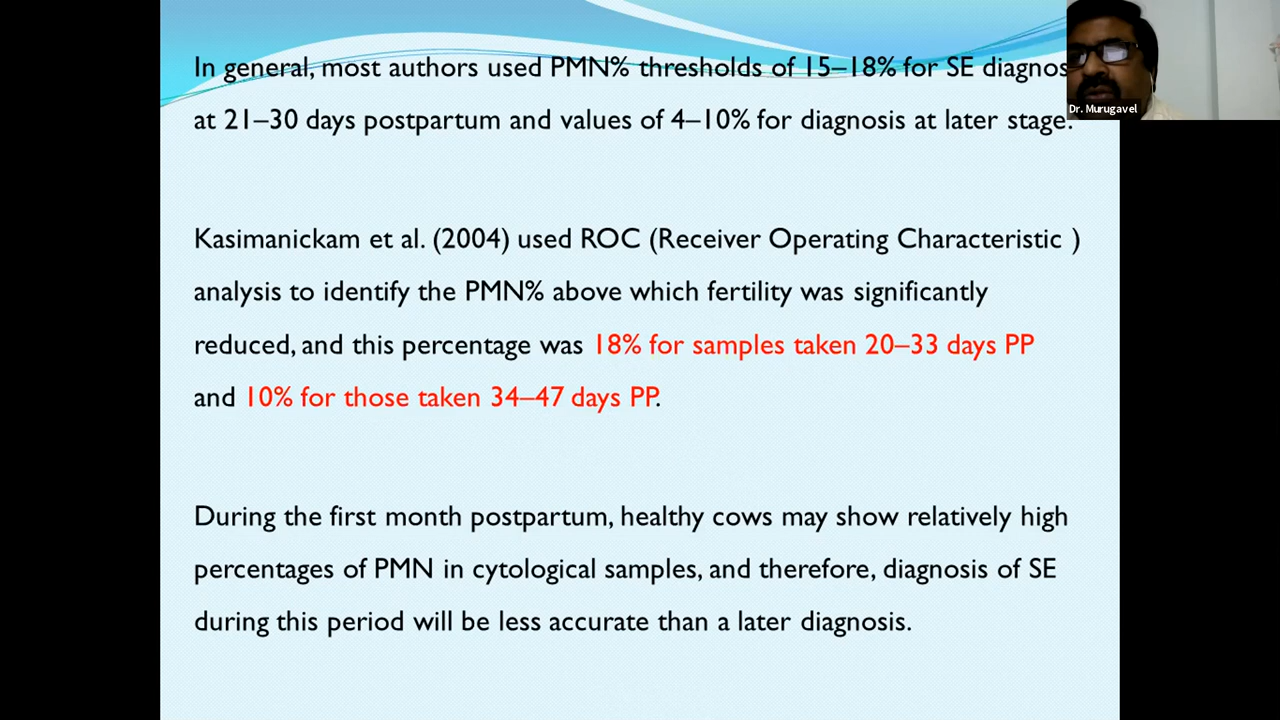 In general, most authors used PMN% thresholds of 15–18% for SE
at 21–30 days postpartum and values of 4–10% for diagnosis at later stage.
Kasimanickam et al. (2004) used ROC (Receiver Operating Characteristic )
analysis to identify the PMN% above which fertility was significantly
reduced, and this percentage was 18% for samples taken 20–33 days PP
and 10% for those taken 34–47 days PP.
During the first month postpartum, healthy cows may show relatively high
percentages of PMN in cytological samples, and therefore, diagnosis of SE
during this period will be less accurate than a later diagnosis.
Dr. Murugavel